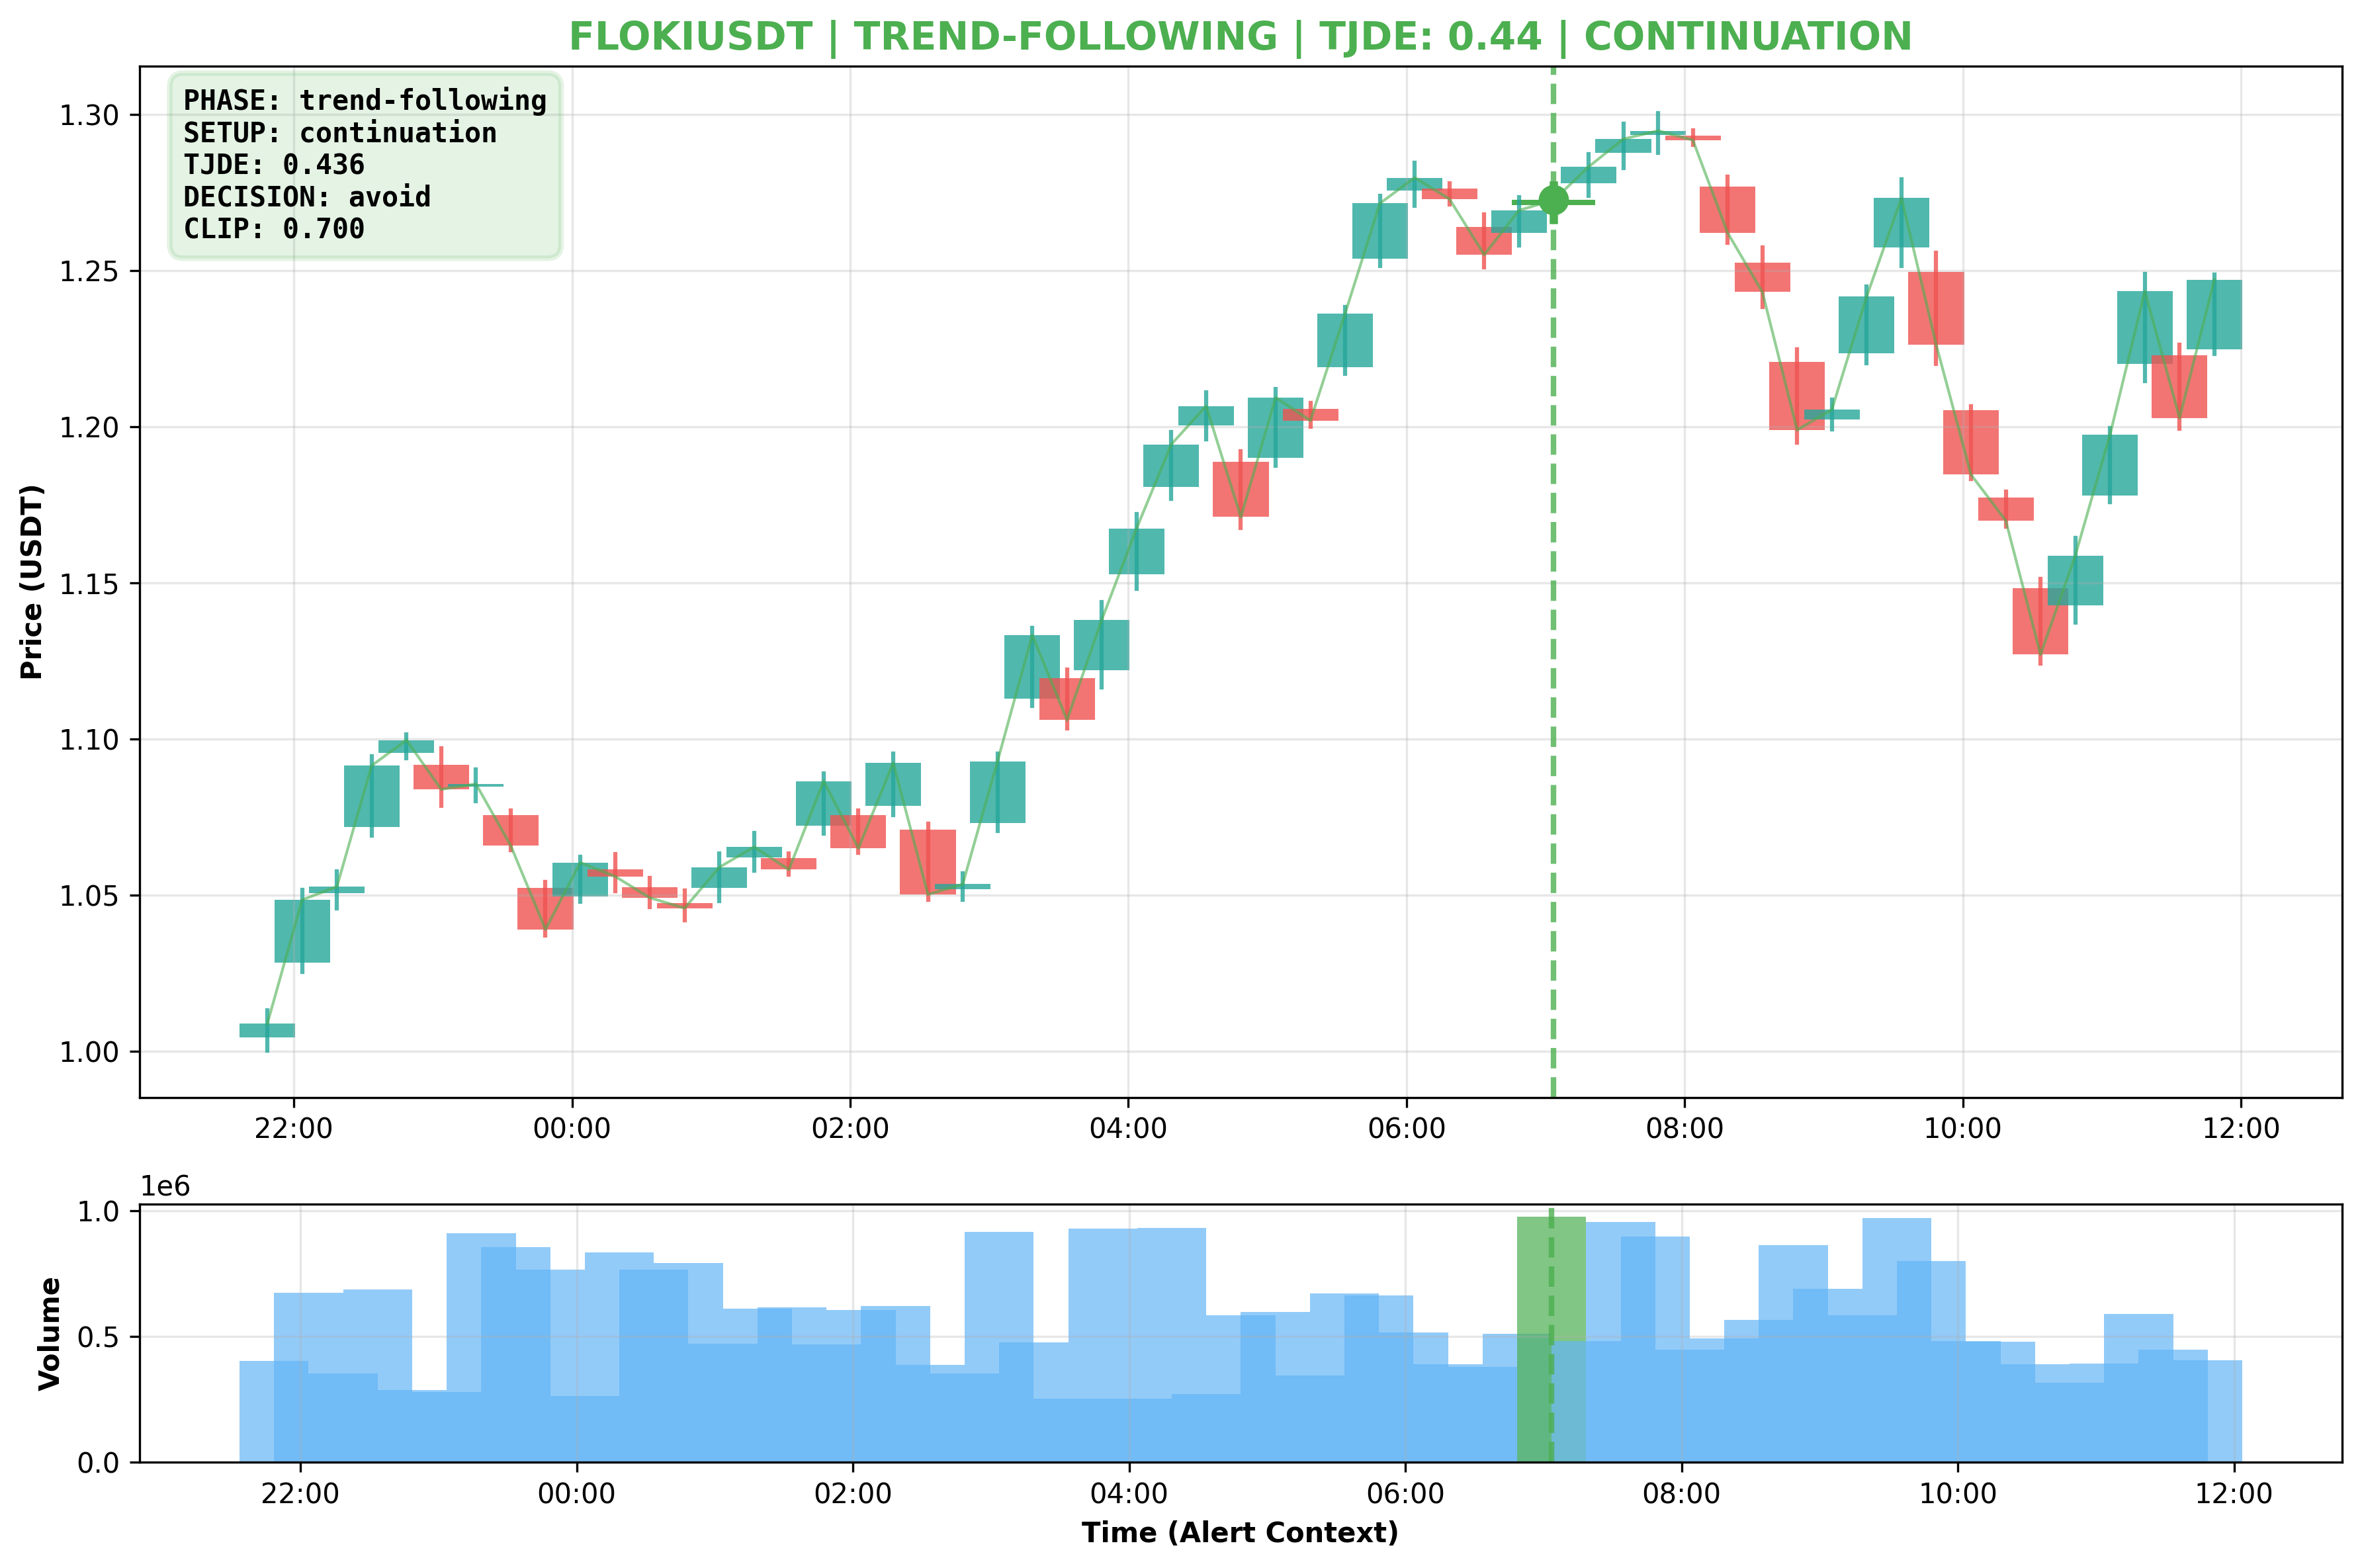 FLOKIUSDT | TREND-FOLLOWING | TJDE: 0.44 | CONTINUATION
PHASE: trend-following
SETUP: continuation
TJDE: 0.436
DECISION: avoid
CLIP: 0.700
Price (USDT)
1.30
1.25
1.20
1.15
1.10
1.05
1.00
22:00 00:00 02:00 04:00 06:00 08:00 10:00 12:00
1e6
Volume
1.0
0.5
0.0
22:00 00:00 02:00 04:00 06:00 08:00 10:00 12:00
Time (Alert Context)